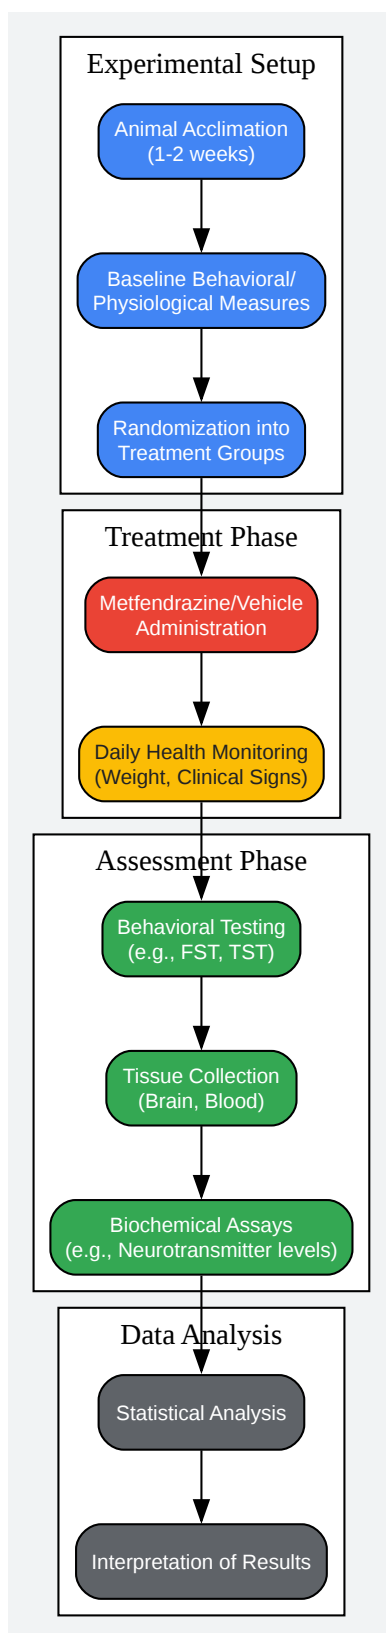 Experimental Setup
Animal Acclimation
(1-2 weeks)
Baseline Behavioral/
Physiological Measures
Randomization into
Treatment Groups
Treatment Phase
Metfendrazine/Vehicle
Administration
Daily Health Monitoring
(Weight, Clinical Signs)
Assessment Phase
Behavioral Testing
(e.g., FST, TST)
Tissue Collection
(Brain, Blood)
Biochemical Assays
(e.g., Neurotransmitter levels)
Data Analysis
Statistical Analysis
Interpretation of Results